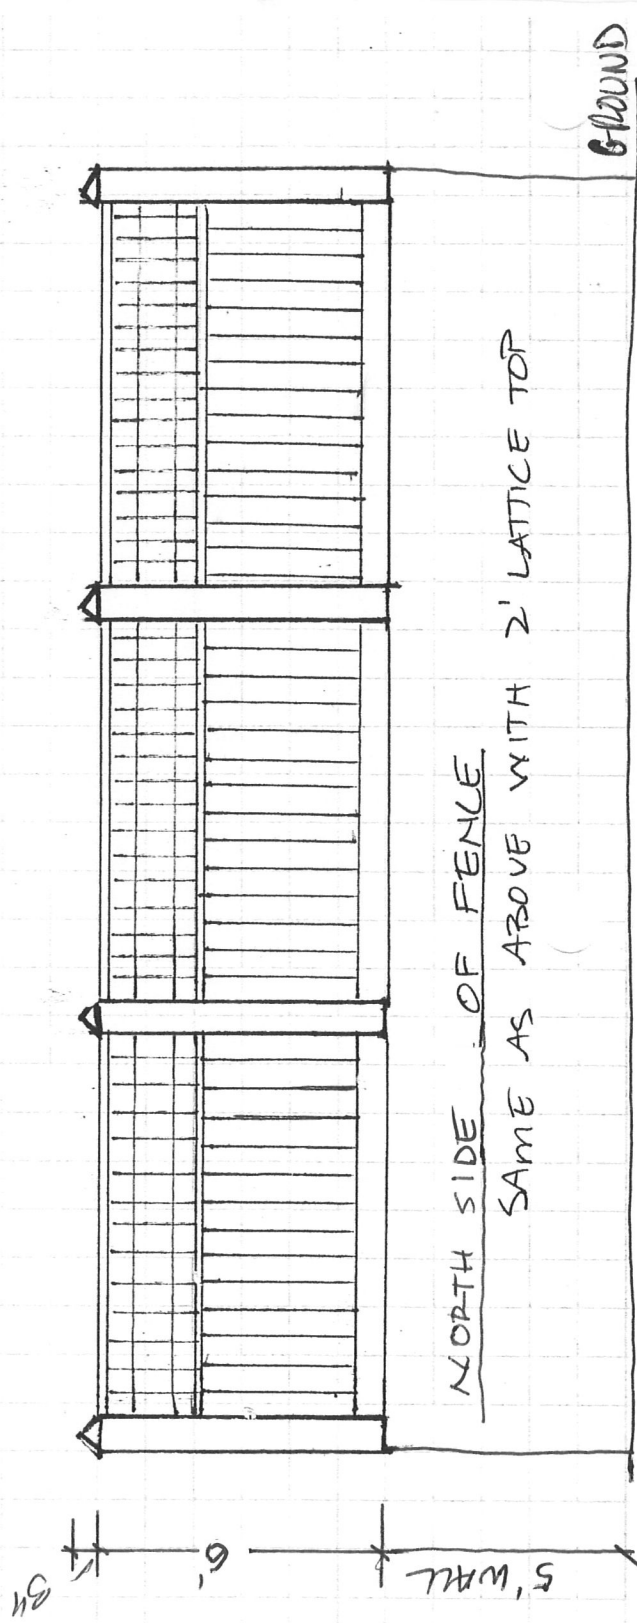 GROUND
NORTH SIDE OF FENCE
SAME AS ABOVE WITH 2' LATTICE TOP
6'
5' WALL